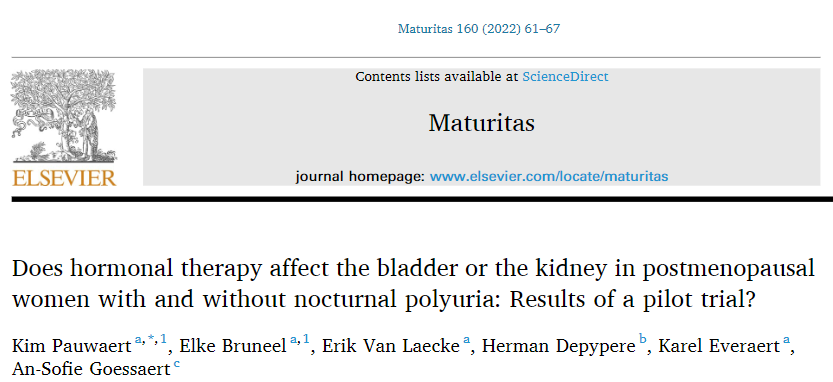 Maturitas 160 (2022) 61–67
Contents lists available at ScienceDirect
Maturitas
ELSEVIER
journal homepage: www.elsevier.com/locate/maturitas
Does hormonal therapy affect the bladder or the kidney in postmenopausal
women with and without nocturnal polyuria: Results of a pilot trial?
Kim Pauwaert a,*,1, Elke Bruneel a,1, Erik Van Laecke a, Herman Depypere b, Karel Everaert a,
An-Sofie Goessaert c